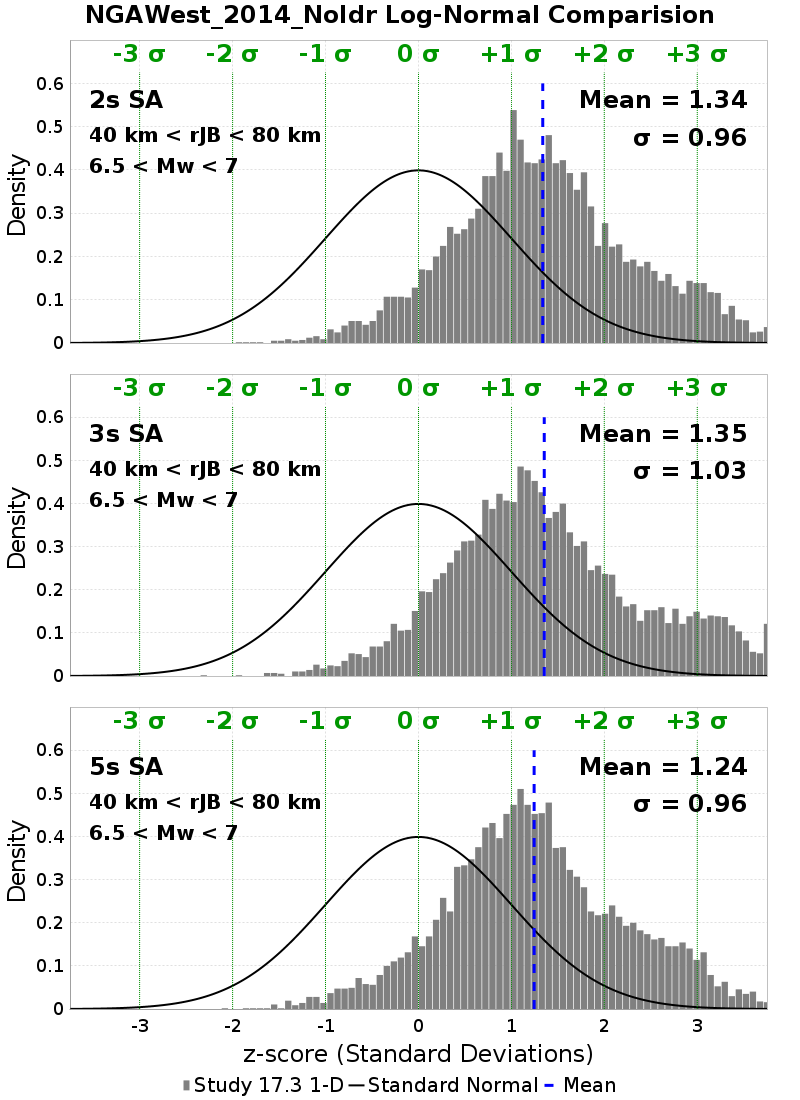 NGAWest_2014_NoIdr Log-Normal Comparision
-3 σ -2 σ -1 σ 0 σ +1 σ +2 σ +3 σ
2s SA
40 km < rJB < 80 km
6.5 < Mw < 7
Mean = 1.34
σ = 0.96
Density
0.6
0.5
0.4
0.3
0.2
0.1
0
-3 σ -2 σ -1 σ 0 σ +1 σ +2 σ +3 σ
3s SA
40 km < rJB < 80 km
6.5 < Mw < 7
Mean = 1.35
σ = 1.03
Density
0.6
0.5
0.4
0.3
0.2
0.1
0
-3 σ -2 σ -1 σ 0 σ +1 σ +2 σ +3 σ
5s SA
40 km < rJB < 80 km
6.5 < Mw < 7
Mean = 1.24
σ = 0.96
Density
0.6
0.5
0.4
0.3
0.2
0.1
0
-3 -2 -1 0 1 2 3
z-score (Standard Deviations)
Study 17.3 1-D Standard Normal Mean